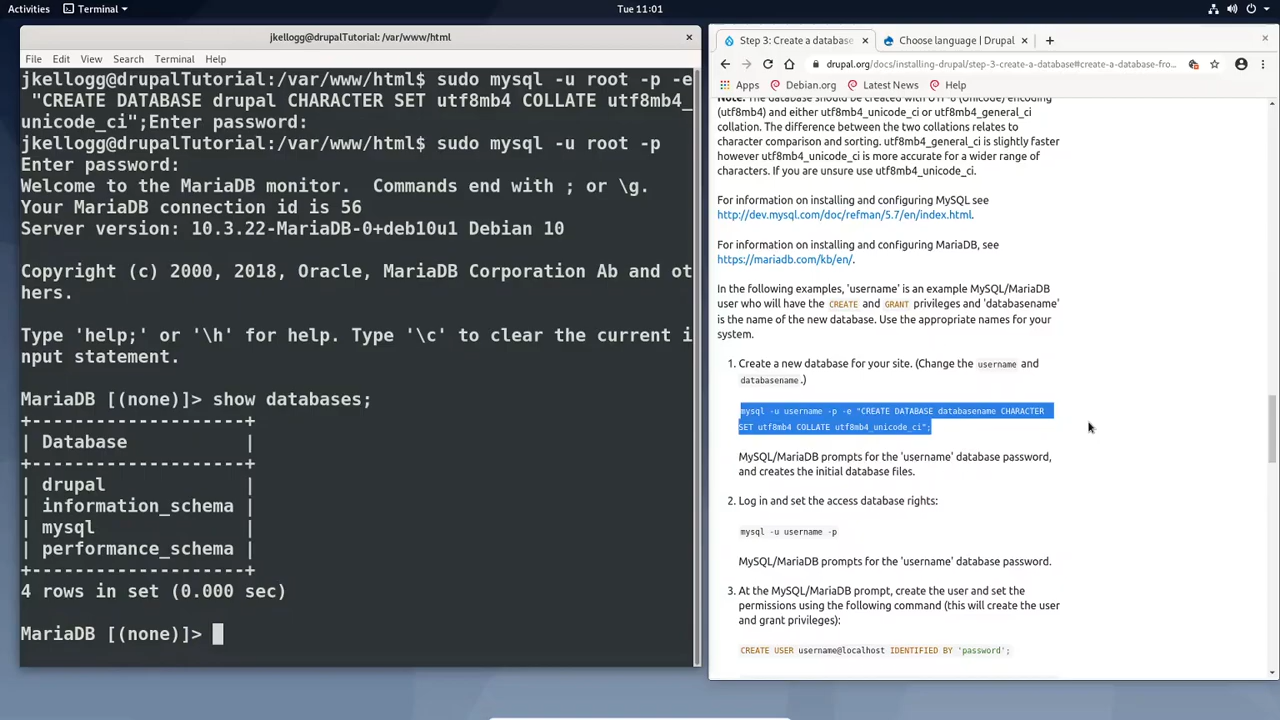 Activities Terminal Tue 11:01
jkellogg@drupalTutorial: /var/www/html
File Edit View Search Terminal Help
jkellogg@drupalTutorial:/var/www/html$ sudo mysql -u root -p -e
"CREATE DATABASE drupal CHARACTER SET utf8mb4 COLLATE utf8mb4_
unicode_ci";Enter password:
jkellogg@drupalTutorial:/var/www/html$ sudo mysql -u root -p
Enter password:
Welcome to the MariaDB monitor.  Commands end with ; or \g.
Your MariaDB connection id is 56
Server version: 10.3.22-MariaDB-0+deb10u1 Debian 10
Copyright (c) 2000, 2018, Oracle, MariaDB Corporation Ab and ot
hers.
Type 'help;' or '\h' for help. Type '\c' to clear the current i
nput statement.
MariaDB [(none)]> show databases;
+--------------------+
| Database           |
+--------------------+
| drupal             |
| information_schema |
| mysql              |
| performance_schema |
+--------------------+
4 rows in set (0.000 sec)
MariaDB [(none)]>
Step 3: Create a database × Choose language | Drupal × +
drupal.org/docs/installing-drupal/step-3-create-a-database#create-a-database-fro...
Apps Debian.org Latest News Help
Note: The database should be created with UTF-8 (Unicode) encoding
(utf8mb4) and either utf8mb4_unicode_ci or utf8mb4_general_ci
collation. The difference between the two collations relates to
character comparison and sorting. utf8mb4_general_ci is slightly faster
however utf8mb4_unicode_ci is more accurate for a wider range of
characters. If you are unsure use utf8mb4_unicode_ci.
For information on installing and configuring MySQL see
http://dev.mysql.com/doc/refman/5.7/en/index.html.
For information on installing and configuring MariaDB, see
https://mariadb.com/kb/en/.
In the following examples, 'username' is an example MySQL/MariaDB
user who will have the CREATE and GRANT privileges and 'databasename'
is the name of the new database. Use the appropriate names for your
system.
1. Create a new database for your site. (Change the username and
databasename.)
mysql -u username -p -e "CREATE DATABASE databasename CHARACTER
SET utf8mb4 COLLATE utf8mb4_unicode_ci";
MySQL/MariaDB prompts for the 'username' database password,
and creates the initial database files.
2. Log in and set the access database rights:
mysql -u username -p
MySQL/MariaDB prompts for the 'username' database password.
3. At the MySQL/MariaDB prompt, create the user and set the
permissions using the following command (this will create the user
and grant privileges):
CREATE USER username@localhost IDENTIFIED BY 'password';